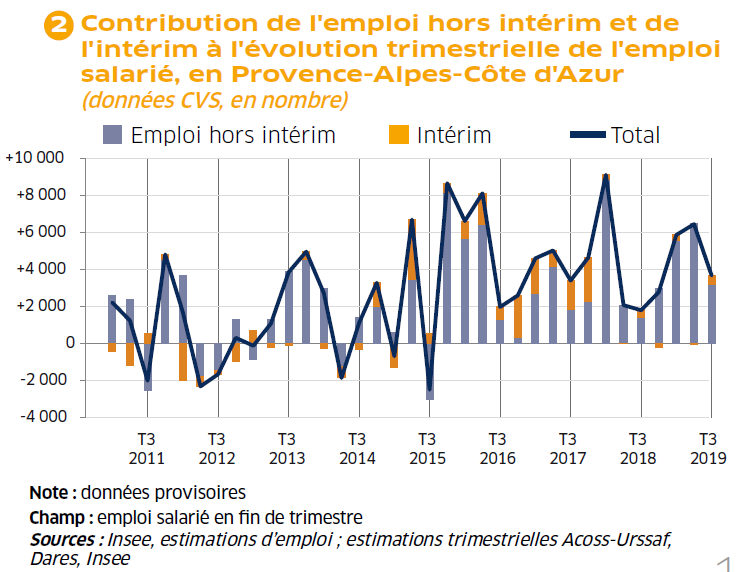 2 Contribution de l'emploi hors intérim et de
l'intérim à l'évolution trimestrielle de l'emploi
salarié, en Provence-Alpes-Côte d'Azur
(données CVS, en nombre)
Emploi hors intérim Intérim Total
+10 000
+8 000
+6 000
+4 000
+2 000
0
-2 000
-4 000
T3 T3 T3 T3 T3 T3 T3 T3 T3
2011 2012 2013 2014 2015 2016 2017 2018 2019
Note : données provisoires
Champ : emploi salarié en fin de trimestre
Sources : Insee, estimations d'emploi ; estimations trimestrielles Acoss-Urssaf,
Dares, Insee